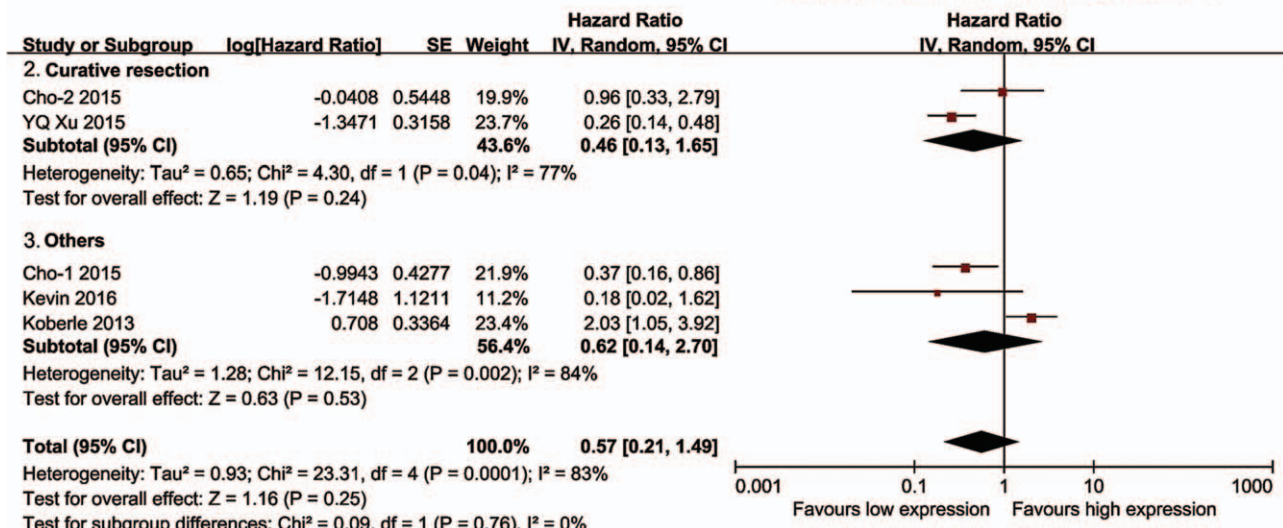 Hazard Ratio Hazard Ratio
Study or Subgroup log[Hazard Ratio] SE Weight IV, Random, 95% CI IV, Random, 95% CI
2. Curative resection
Cho-2 2015 -0.0408 0.5448 19.9% 0.96 [0.33, 2.79]
YQ Xu 2015 -1.3471 0.3158 23.7% 0.26 [0.14, 0.48]
Subtotal (95% CI) 43.6% 0.46 [0.13, 1.65]
Heterogeneity: Tau² = 0.65; Chi² = 4.30, df = 1 (P = 0.04); I² = 77%
Test for overall effect: Z = 1.19 (P = 0.24)
3. Others
Cho-1 2015 -0.9943 0.4277 21.9% 0.37 [0.16, 0.86]
Kevin 2016 -1.7148 1.1211 11.2% 0.18 [0.02, 1.62]
Koberle 2013 0.708 0.3364 23.4% 2.03 [1.05, 3.92]
Subtotal (95% CI) 56.4% 0.62 [0.14, 2.70]
Heterogeneity: Tau² = 1.28; Chi² = 12.15, df = 2 (P = 0.002); I² = 84%
Test for overall effect: Z = 0.63 (P = 0.53)
Total (95% CI) 100.0% 0.57 [0.21, 1.49]
Heterogeneity: Tau² = 0.93; Chi² = 23.31, df = 4 (P = 0.0001); I² = 83%
Test for overall effect: Z = 1.16 (P = 0.25)
Test for subgroup differences: Chi² = 0.09, df = 1 (P = 0.76), I² = 0%
0.001 0.1 1 10 1000
Favours low expression Favours high expression